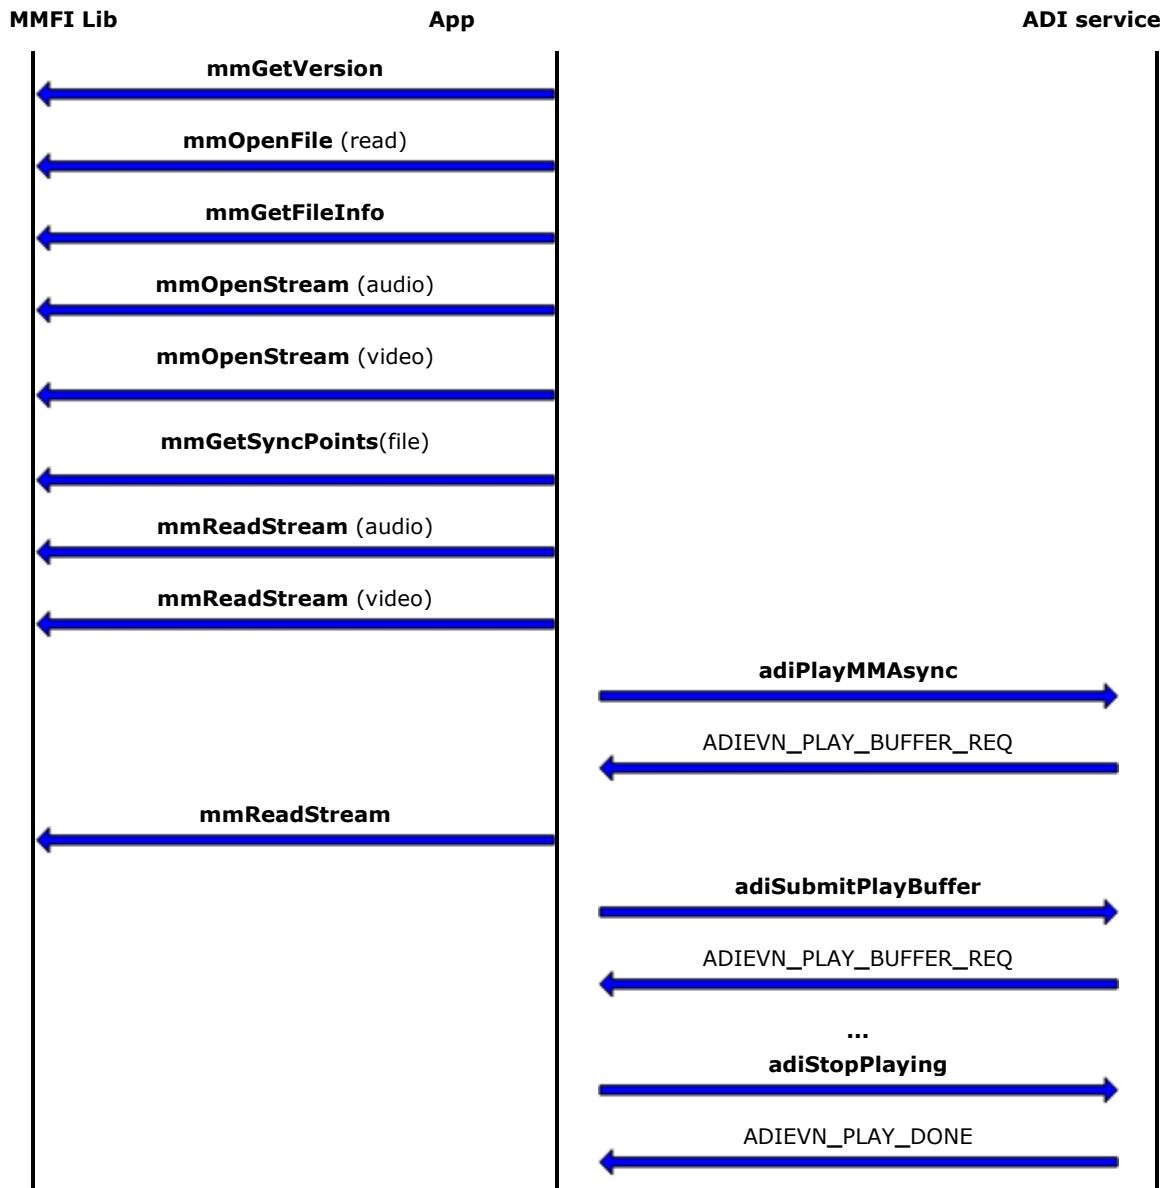 MMFI Lib App ADI service
mmGetVersion
mmOpenFile (read)
mmGetFileInfo
mmOpenStream (audio)
mmOpenStream (video)
mmGetSyncPoints(file)
mmReadStream (audio)
mmReadStream (video)
adiPlayMMAsync
ADIEVN_PLAY_BUFFER_REQ
mmReadStream
adiSubmitPlayBuffer
ADIEVN_PLAY_BUFFER_REQ
...
adiStopPlaying
ADIEVN_PLAY_DONE